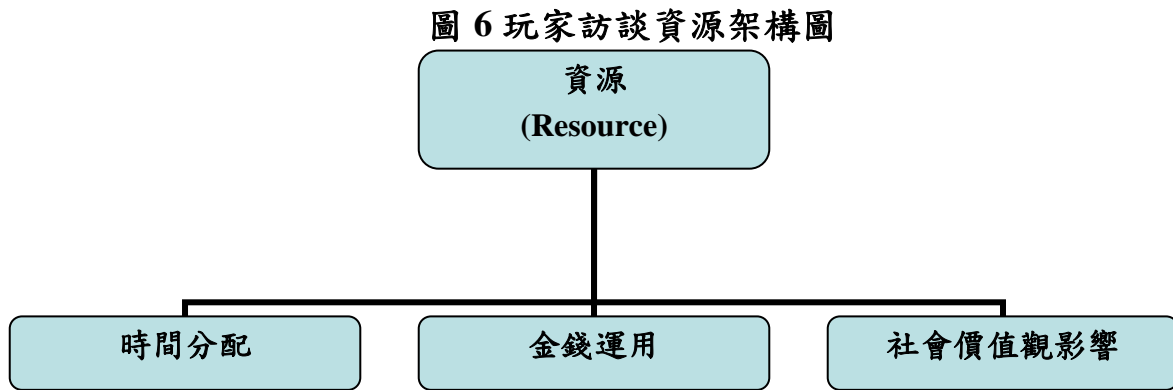 圖 6 玩家訪談資源架構圖
資源
(Resource)
時間分配
金錢運用
社會價值觀影響